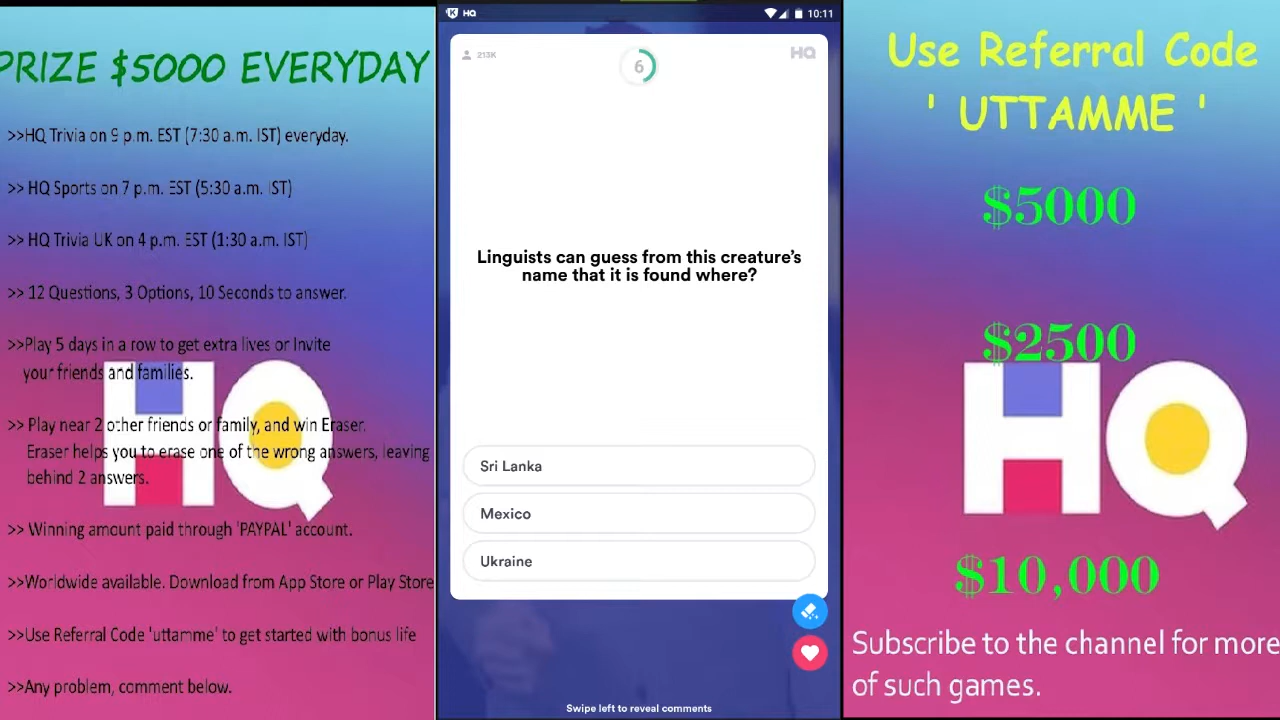 PRIZE $5000 EVERYDAY
>>HQ Trivia on 9 p.m. EST (7:30 a.m. IST) everyday.
>> HQ Sports on 7 p.m. EST (5:30 a.m. IST)
>> HQ Trivia UK on 4 p.m. EST (1:30 a.m. IST)
>> 12 Questions, 3 Options, 10 Seconds to answer.
>>Play 5 days in a row to get extra lives or Invite
your friends and families.
>> Play near 2 other friends or family, and win Eraser.
Eraser helps you to erase one of the wrong answers, leaving
behind 2 answers.
>> Winning amount paid through 'PAYPAL' account.
>>Worldwide available. Download from App Store or Play Store
>>Use Referral Code 'uttamme' to get started with bonus life
>>Any problem, comment below.
HQ
HQ
10:11
213K
6
HQ
Linguists can guess from this creature's
name that it is found where?
Sri Lanka
Mexico
Ukraine
Swipe left to reveal comments
Use Referral Code
' UTTAMME '
$5000
$2500
HQ
$10,000
Subscribe to the channel for more
of such games.